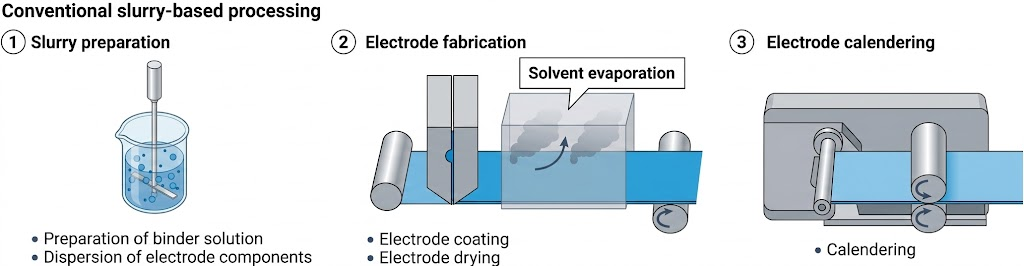 Conventional slurry-based processing
1 Slurry preparation
2 Electrode fabrication
3 Electrode calendering
Solvent evaporation
• Preparation of binder solution
• Dispersion of electrode components
• Electrode coating
• Electrode drying
• Calendering